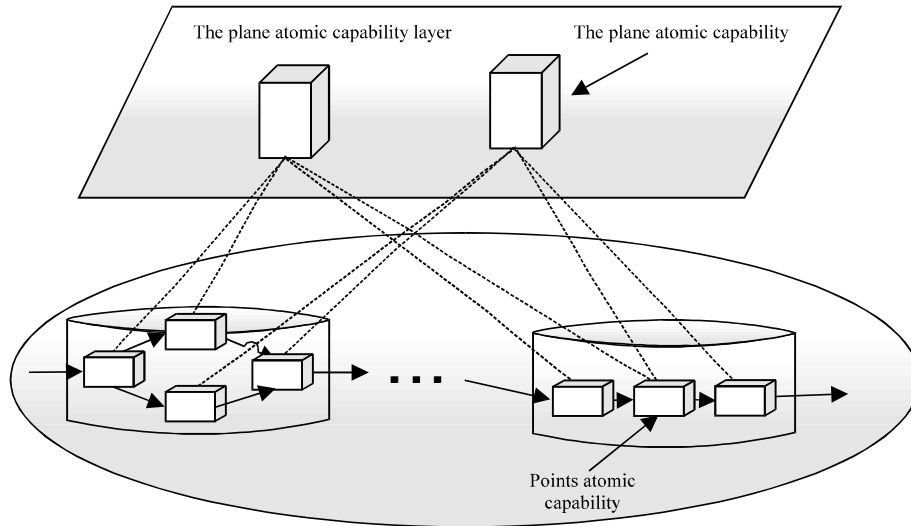 The plane atomic capability layer
The plane atomic capability
Points atomic
capability